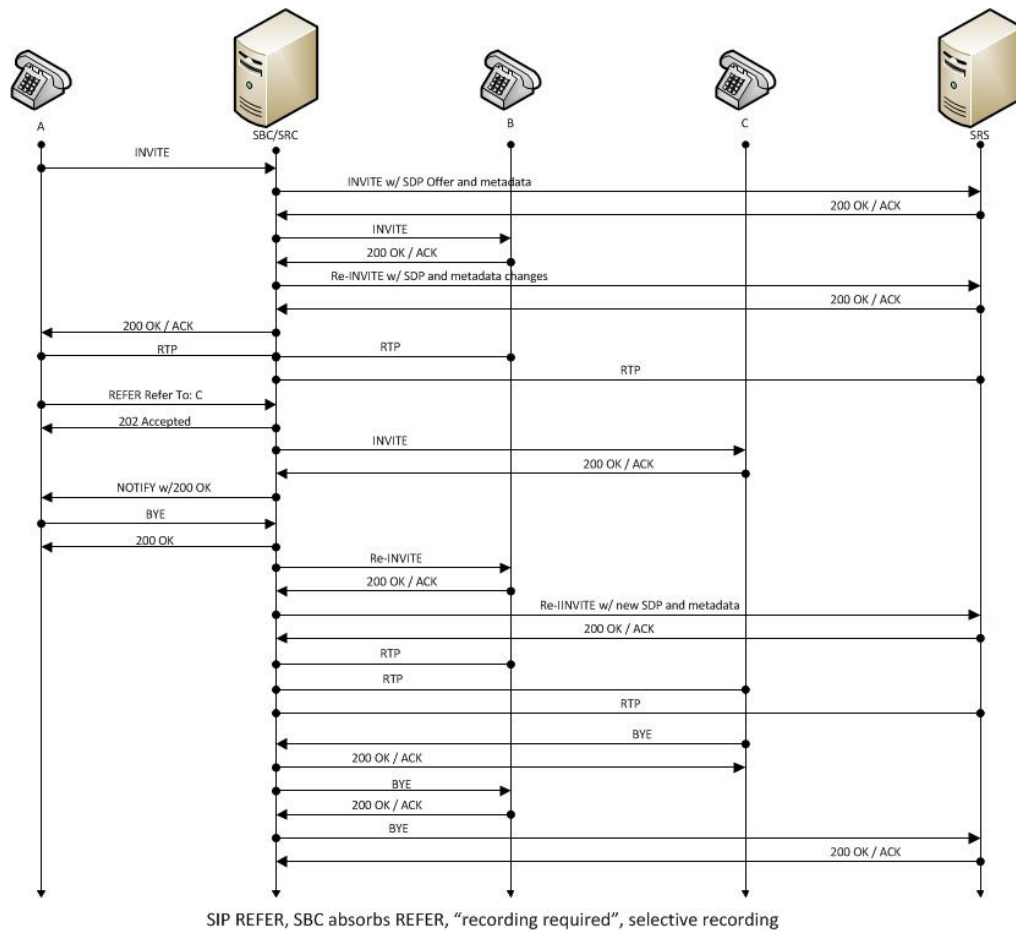 A
SBC/SRC
B
C
SRS
INVITE
INVITE w/ SDP Offer and metadata
200 OK / ACK
INVITE
200 OK / ACK
Re-INVITE w/ SDP and metadata changes
200 OK / ACK
200 OK / ACK
RTP
RTP
RTP
REFER Refer To: C
202 Accepted
INVITE
200 OK / ACK
NOTIFY w/200 OK
BYE
200 OK
Re-INVITE
200 OK / ACK
Re-IINVITE w/ new SDP and metadata
200 OK / ACK
RTP
RTP
RTP
BYE
200 OK / ACK
BYE
200 OK / ACK
BYE
200 OK / ACK
SIP REFER, SBC absorbs REFER, “recording required”, selective recording